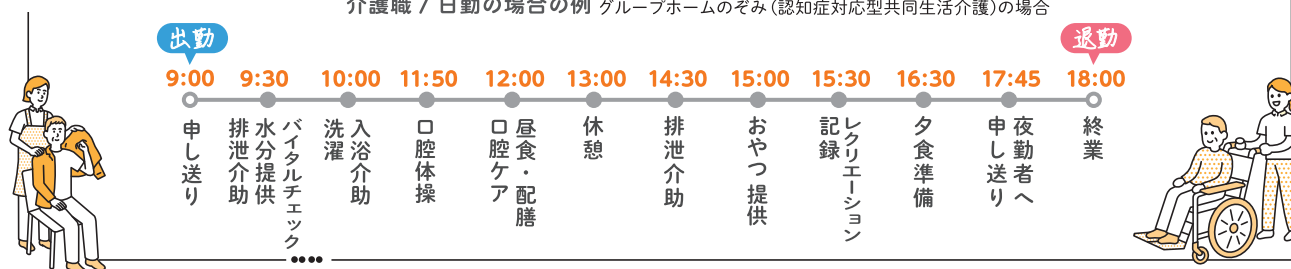 介護職 / 日勤の場合の例 グループホームのぞみ(認知症対応型共同生活介護)の場合
出勤
退勤
9:00
9:30
10:00
11:50
12:00
13:00
14:30
15:00
15:30
16:30
17:45
18:00
申し送り
バイタルチェック
水分提供
排泄介助
入浴介助
洗濯
口腔体操
昼食・配膳
口腔ケア
休憩
排泄介助
おやつ提供
レクリエーション
記録
夕食準備
夜勤者へ
申し送り
終業